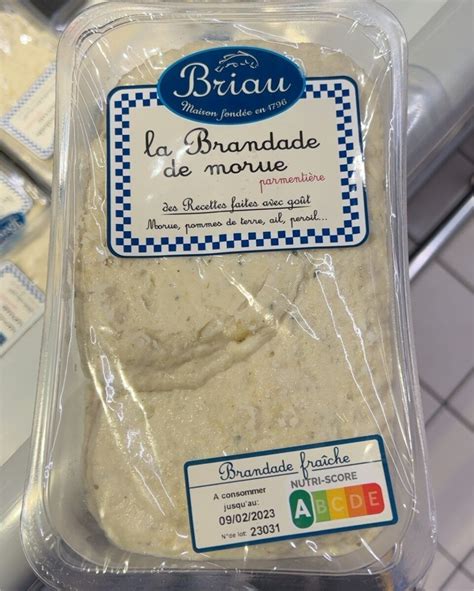 Briau
Maison fondée en 1796
la Brandade
de morue
parmentière
des Recettes faites avec goût
Morue, pommes de terre, ail, persil...
Brandade fraîche
A consommer
jusqu'au:
09/02/2023
N° de lot: 23031
NUTRI-SCORE
A B C D E